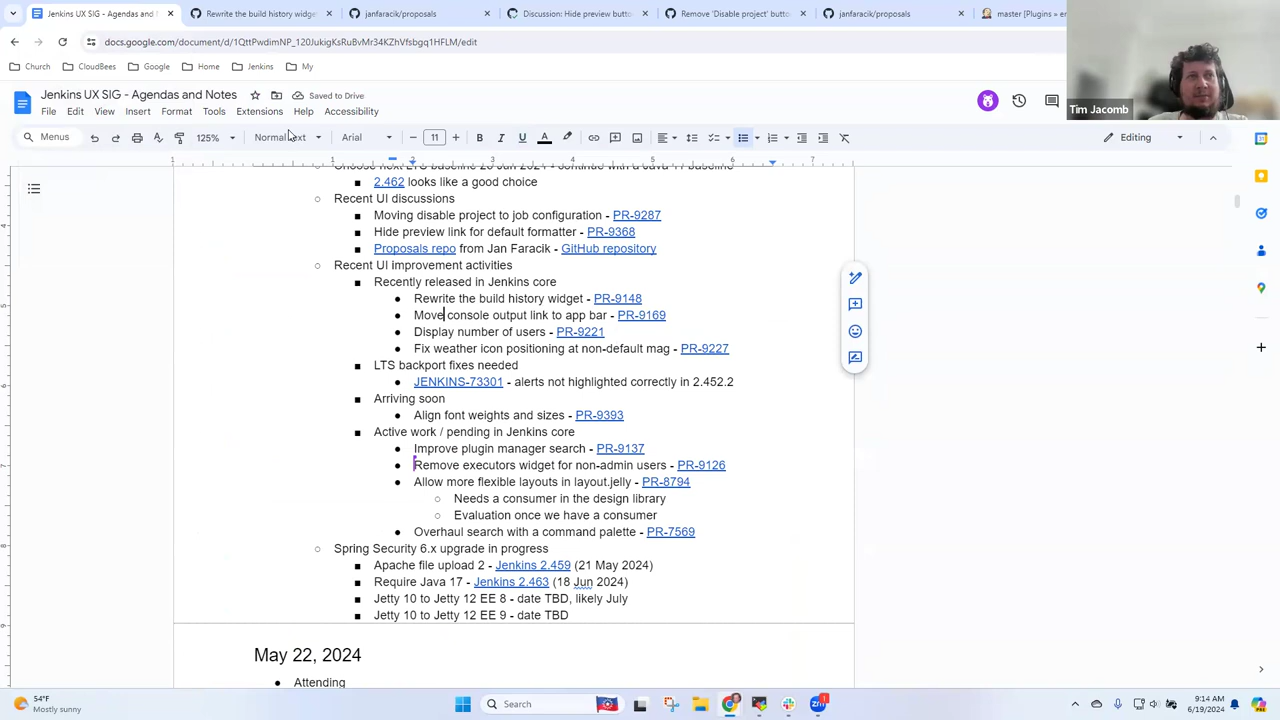 Jenkins UX SIG - Agendas and N
Rewrite the build history widget
janfaracik/proposals
Discussion: Hide preview butto
Remove 'Disable project' button
janfaracik/proposals
master [Plugins » en
docs.google.com/document/d/1QttPwdimNP_120JukigKsRuBvMr34KZhVfsbgq1HFLM/edit
Church
CloudBees
Google
Home
Jenkins
My
Jenkins UX SIG - Agendas and Notes
Saved to Drive
File Edit View Insert Format Tools Extensions Help Accessibility
Tim Jacomb
Menus
125%
Normal text
Arial
11
Editing
1 1 2 3 4 5 6 7
2.462 looks like a good choice
Recent UI discussions
Moving disable project to job configuration - PR-9287
Hide preview link for default formatter - PR-9368
Proposals repo from Jan Faracik - GitHub repository
Recent UI improvement activities
Recently released in Jenkins core
Rewrite the build history widget - PR-9148
Move console output link to app bar - PR-9169
Display number of users - PR-9221
Fix weather icon positioning at non-default mag - PR-9227
LTS backport fixes needed
JENKINS-73301 - alerts not highlighted correctly in 2.452.2
Arriving soon
Align font weights and sizes - PR-9393
Active work / pending in Jenkins core
Improve plugin manager search - PR-9137
Remove executors widget for non-admin users - PR-9126
Allow more flexible layouts in layout.jelly - PR-8794
Needs a consumer in the design library
Evaluation once we have a consumer
Overhaul search with a command palette - PR-7569
Spring Security 6.x upgrade in progress
Apache file upload 2 - Jenkins 2.459 (21 May 2024)
Require Java 17 - Jenkins 2.463 (18 Jun 2024)
Jetty 10 to Jetty 12 EE 8 - date TBD, likely July
Jetty 10 to Jetty 12 EE 9 - date TBD
May 22, 2024
Attending
54°F
Mostly sunny
Search
9:14 AM
6/19/2024